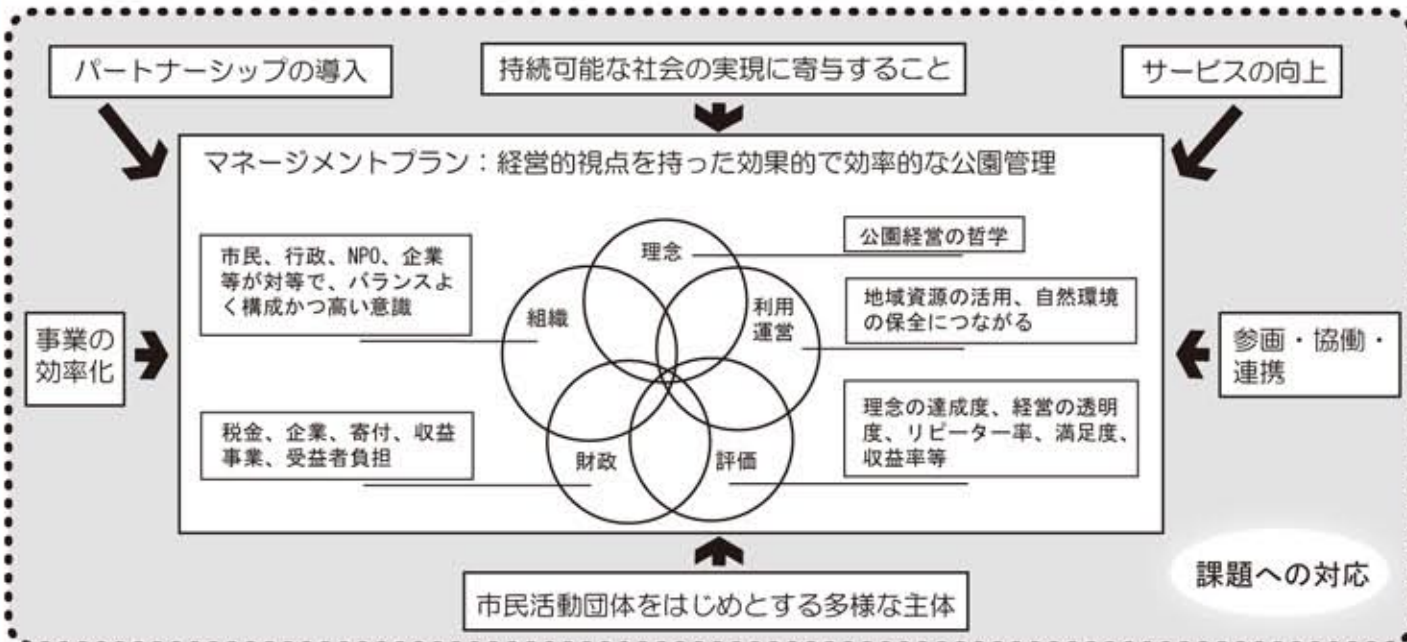 パートナーシップの導入
持続可能な社会の実現に寄与すること
サービスの向上
マネージメントプラン：経営的視点を持った効果的で効率的な公園管理
市民、行政、NPO、企業
等が対等で、バランスよ
く構成かつ高い意識
理念
公園経営の哲学
組織
利用
運営
地域資源の活用、自然環境
の保全につながる
事業の
効率化
参画・協働・
連携
税金、企業、寄付、収益
事業、受益者負担
財政
評価
理念の達成度、経営の透明
度、リピーター率、満足度、
収益率等
市民活動団体をはじめとする多様な主体
課題への対応